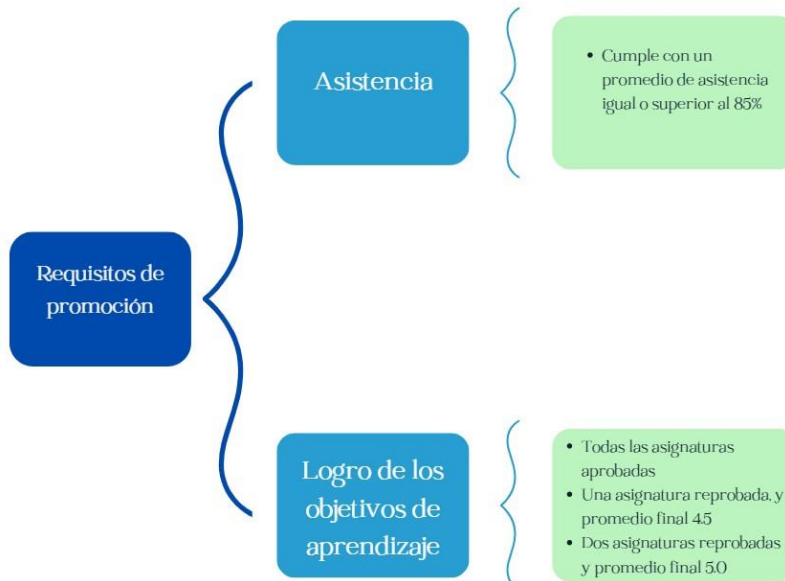 Requisitos de
promoción
Asistencia
• Cumple con un
promedio de asistencia
igual o superior al 85%
Logro de los
objetivos de
aprendizaje
• Todas las asignaturas
aprobadas
• Una asignatura reprobada, y
promedio final 4.5
• Dos asignaturas reprobadas
y promedio final 5.0